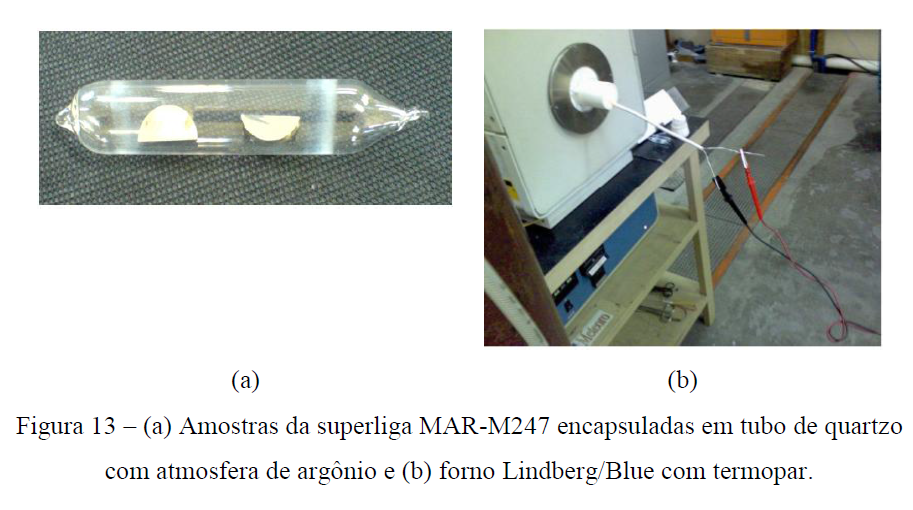 (a)
(b)
Figura 13 – (a) Amostras da superliga MAR-M247 encapsuladas em tubo de quartzo
com atmosfera de argônio e (b) forno Lindberg/Blue com termopar.